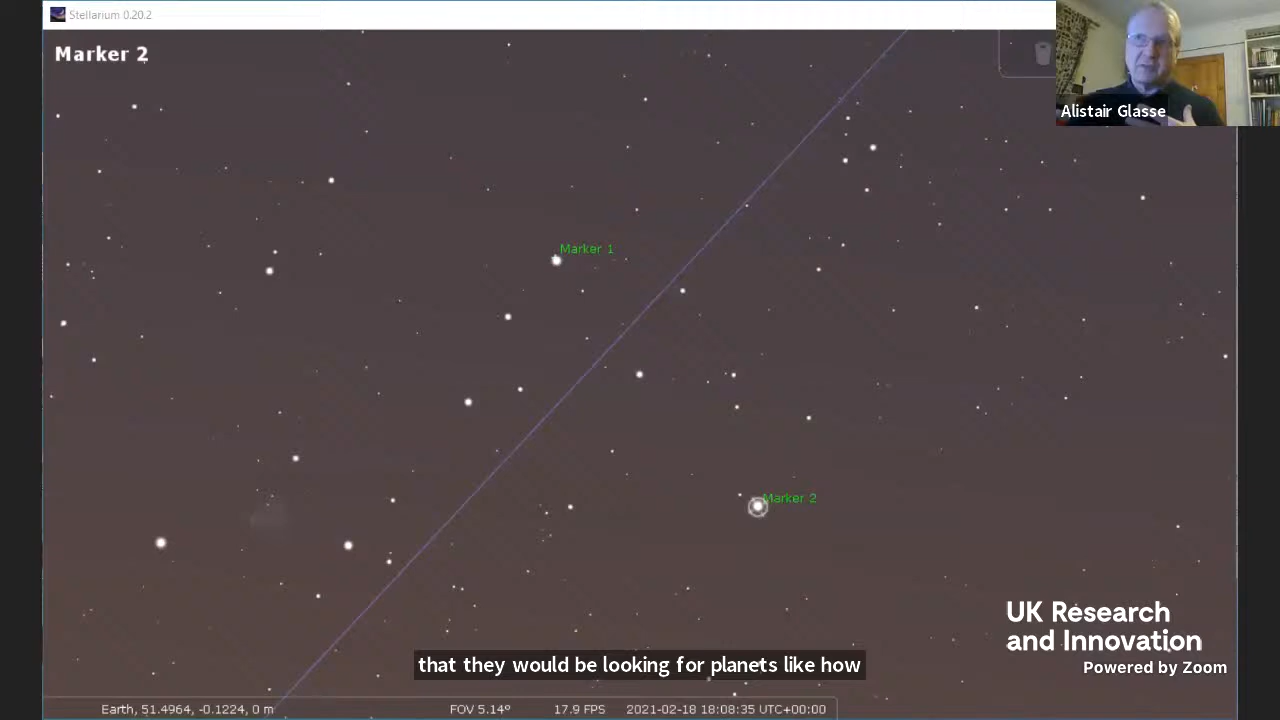 Stellarium 0.20.2
Marker 2
Alistair Glasse
Marker 1
Marker 2
UK Research
and Innovation
that they would be looking for planets like how
Powered by Zoom
Earth, 51.4964, -0.1224, 0 m FOV 5.14° 17.9 FPS 2021-02-18 18:08:35 UTC+00:00